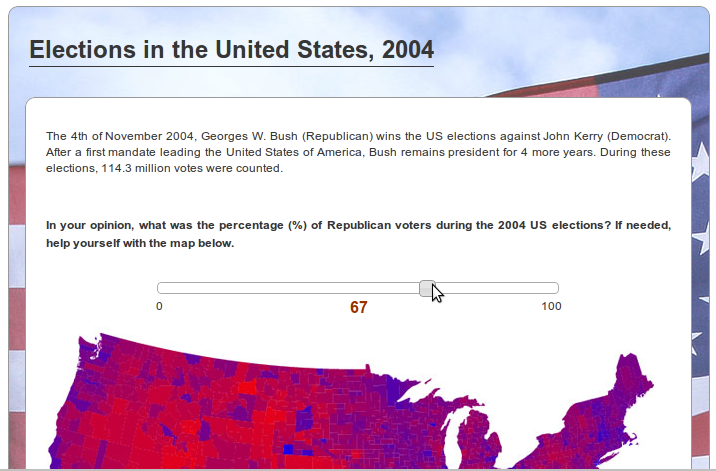 Elections in the United States, 2004
The 4th of November 2004, Georges W. Bush (Republican) wins the US elections against John Kerry (Democrat).
After a first mandate leading the United States of America, Bush remains president for 4 more years. During these
elections, 114.3 million votes were counted.
In your opinion, what was the percentage (%) of Republican voters during the 2004 US elections? If needed,
help yourself with the map below.
0 67 100